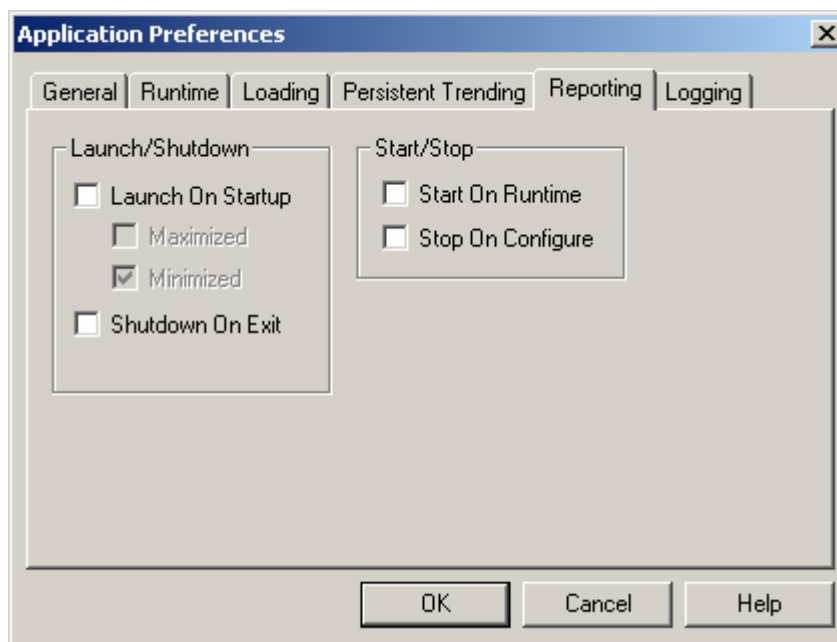 Application Preferences
General Runtime Loading Persistent Trending Reporting Logging
Launch/Shutdown
Launch On Startup
Maximized
Minimized
Shutdown On Exit
Start/Stop
Start On Runtime
Stop On Configure
OK Cancel Help